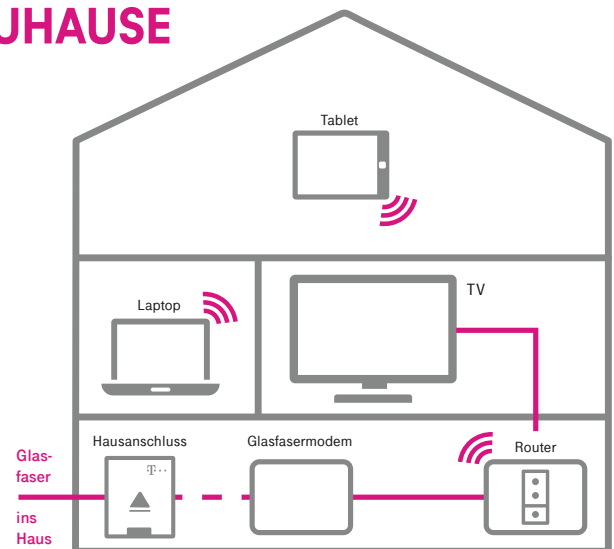 UHAUSE
Tablet
Laptop
TV
Hausanschluss
Glasfasermodem
Router
T··
Glas-
faser
ins
Haus